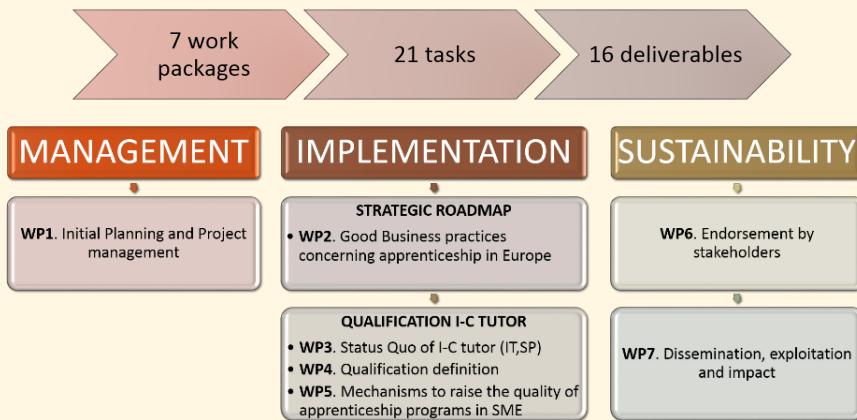 7 work
packages
21 tasks
16 deliverables
MANAGEMENT
WP1. Initial Planning and Project
management
IMPLEMENTATION
STRATEGIC ROADMAP
• WP2. Good Business practices
concerning apprenticeship in Europe
QUALIFICATION I-C TUTOR
• WP3. Status Quo of I-C tutor (IT,SP)
• WP4. Qualification definition
• WP5. Mechanisms to raise the quality of
apprenticeship programs in SME
SUSTAINABILITY
WP6. Endorsement by
stakeholders
WP7. Dissemination, exploitation
and impact